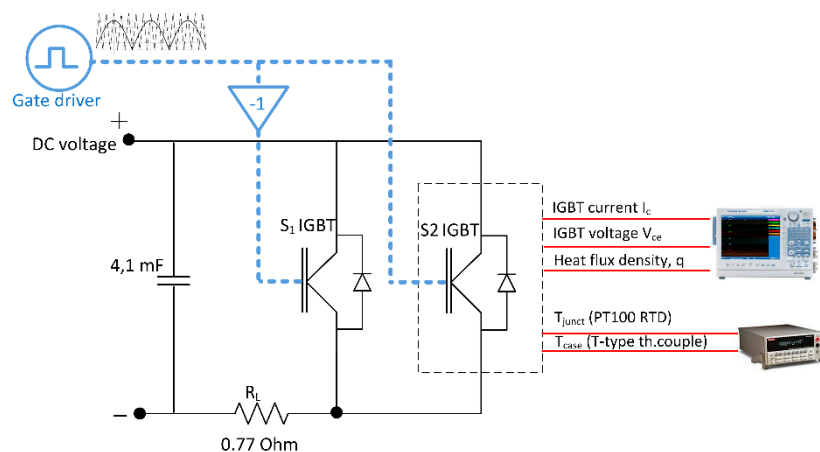 Gate driver
-1
+
DC voltage
S₁ IGBT
S2 IGBT
IGBT current Ic
IGBT voltage Vce
Heat flux density, q
4,1 mF
Tjunct (PT100 RTD)
Tcase (T-type th.couple)
RL
−
0.77 Ohm